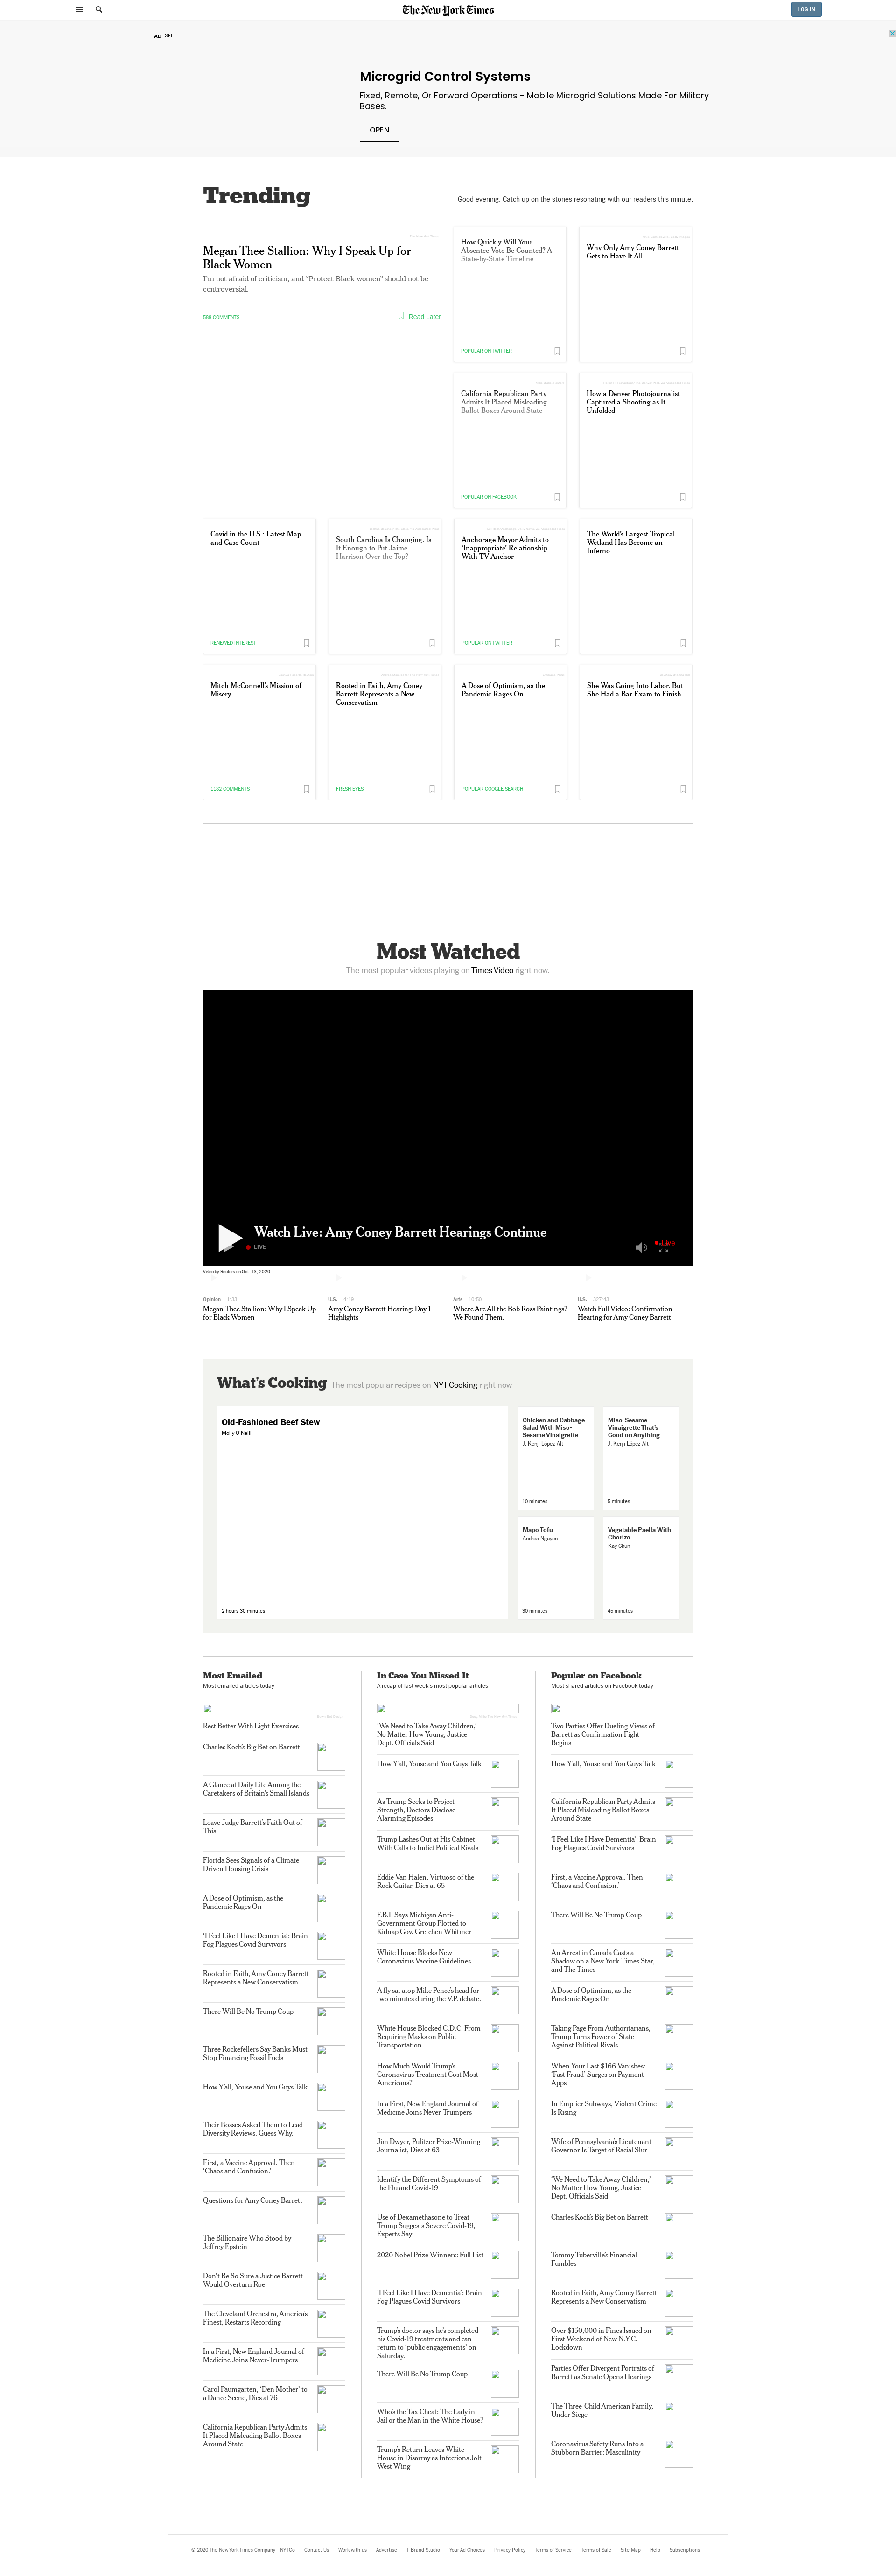 The New York Times
LOG IN
AD SEL
Microgrid Control Systems
Fixed, Remote, Or Forward Operations - Mobile Microgrid Solutions Made For Military
Bases.
OPEN
Trending
Good evening. Catch up on the stories resonating with our readers this minute.
Megan Thee Stallion: Why I Speak Up for
Black Women
I'm not afraid of criticism, and “Protect Black women” should not be
controversial.
588 COMMENTS
Read Later
How Quickly Will Your
Absentee Vote Be Counted? A
State-by-State Timeline
POPULAR ON TWITTER
Why Only Amy Coney Barrett
Gets to Have It All
California Republican Party
Admits It Placed Misleading
Ballot Boxes Around State
POPULAR ON FACEBOOK
How a Denver Photojournalist
Captured a Shooting as It
Unfolded
Covid in the U.S.: Latest Map
and Case Count
RENEWED INTEREST
South Carolina Is Changing. Is
It Enough to Put Jaime
Harrison Over the Top?
Anchorage Mayor Admits to
‘Inappropriate’ Relationship
With TV Anchor
POPULAR ON TWITTER
The World’s Largest Tropical
Wetland Has Become an
Inferno
Mitch McConnell’s Mission of
Misery
1182 COMMENTS
Rooted in Faith, Amy Coney
Barrett Represents a New
Conservatism
FRESH EYES
A Dose of Optimism, as the
Pandemic Rages On
POPULAR GOOGLE SEARCH
She Was Going Into Labor. But
She Had a Bar Exam to Finish.
Most Watched
The most popular videos playing on Times Video right now.
Watch Live: Amy Coney Barrett Hearings Continue
LIVE
Live
Video by Reuters on Oct. 13, 2020.
Opinion 1:33
Megan Thee Stallion: Why I Speak Up
for Black Women
U.S. 4:15
Amy Coney Barrett Hearing: Day 1
Highlights
Arts 10:50
Where Are All the Bob Ross Paintings?
We Found Them.
U.S. 327:43
Watch Full Video: Confirmation
Hearing for Amy Coney Barrett
What’s Cooking The most popular recipes on NYT Cooking right now
Old-Fashioned Beef Stew
Molly O'Neill
2 hours 30 minutes
Chicken and Cabbage
Salad With Miso-
Sesame Vinaigrette
J. Kenji López-Alt
10 minutes
Miso-Sesame
Vinaigrette That’s
Good on Anything
J. Kenji López-Alt
5 minutes
Mapo Tofu
Andrea Nguyen
30 minutes
Vegetable Paella With
Chorizo
Kay Chun
45 minutes
Most Emailed
Most emailed articles today
Rest Better With Light Exercises
Charles Koch’s Big Bet on Barrett
A Glance at Daily Life Among the
Caretakers of Britain’s Small Islands
Leave Judge Barrett’s Faith Out of
This
Florida Sees Signals of a Climate-
Driven Housing Crisis
A Dose of Optimism, as the
Pandemic Rages On
‘I Feel Like I Have Dementia’: Brain
Fog Plagues Covid Survivors
Rooted in Faith, Amy Coney Barrett
Represents a New Conservatism
There Will Be No Trump Coup
Three Rockefellers Say Banks Must
Stop Financing Fossil Fuels
How Y’all, Youse and You Guys Talk
Their Bosses Asked Them to Lead
Diversity Reviews. Guess Why.
First, a Vaccine Approval. Then
‘Chaos and Confusion.’
Questions for Amy Coney Barrett
The Billionaire Who Stood by
Jeffrey Epstein
Don’t Be So Sure a Justice Barrett
Would Overturn Roe
The Cleveland Orchestra, America’s
Finest, Restarts Recording
In a First, New England Journal of
Medicine Joins Never-Trumpers
Carol Paumgarten, ‘Den Mother’ to
a Dance Scene, Dies at 76
California Republican Party Admits
It Placed Misleading Ballot Boxes
Around State
In Case You Missed It
A recap of last week's most popular articles
‘We Need to Take Away Children,’
No Matter How Young, Justice
Dept. Officials Said
How Y’all, Youse and You Guys Talk
As Trump Seeks to Project
Strength, Doctors Disclose
Alarming Episodes
Trump Lashes Out at His Cabinet
With Calls to Indict Political Rivals
Eddie Van Halen, Virtuoso of the
Rock Guitar, Dies at 65
F.B.I. Says Michigan Anti-
Government Group Plotted to
Kidnap Gov. Gretchen Whitmer
White House Blocks New
Coronavirus Vaccine Guidelines
A fly sat atop Mike Pence’s head for
two minutes during the V.P. debate.
White House Blocked C.D.C. From
Requiring Masks on Public
Transportation
How Much Would Trump’s
Coronavirus Treatment Cost Most
Americans?
In a First, New England Journal of
Medicine Joins Never-Trumpers
Jim Dwyer, Pulitzer Prize-Winning
Journalist, Dies at 63
Identify the Different Symptoms of
the Flu and Covid-19
Use of Dexamethasone to Treat
Trump Suggests Severe Covid-19,
Experts Say
2020 Nobel Prize Winners: Full List
‘I Feel Like I Have Dementia’: Brain
Fog Plagues Covid Survivors
Trump’s doctor says he’s completed
his Covid-19 treatments and can
return to ‘public engagements’ on
Saturday.
There Will Be No Trump Coup
Who’s the Tax Cheat: The Lady in
Jail or the Man in the White House?
Trump’s Return Leaves White
House in Disarray as Infections Jolt
West Wing
Popular on Facebook
Most shared articles on Facebook today
Two Parties Offer Dueling Views of
Barrett as Confirmation Fight
Begins
How Y’all, Youse and You Guys Talk
California Republican Party Admits
It Placed Misleading Ballot Boxes
Around State
‘I Feel Like I Have Dementia’: Brain
Fog Plagues Covid Survivors
First, a Vaccine Approval. Then
‘Chaos and Confusion.’
There Will Be No Trump Coup
An Arrest in Canada Casts a
Shadow on a New York Times Star,
and The Times
A Dose of Optimism, as the
Pandemic Rages On
Taking Page From Authoritarians,
Trump Turns Power of State
Against Political Rivals
When Your Last $166 Vanishes:
‘Fast Fraud’ Surges on Payment
Apps
In Emptier Subways, Violent Crime
Is Rising
Wife of Pennsylvania’s Lieutenant
Governor Is Target of Racial Slur
‘We Need to Take Away Children,’
No Matter How Young, Justice
Dept. Officials Said
Charles Koch’s Big Bet on Barrett
Tommy Tuberville’s Financial
Fumbles
Rooted in Faith, Amy Coney Barrett
Represents a New Conservatism
Over $150,000 in Fines Issued on
First Weekend of New N.Y.C.
Lockdown
Parties Offer Divergent Portraits of
Barrett as Senate Opens Hearings
The Three-Child American Family,
Under Siege
Coronavirus Safety Runs Into a
Stubborn Barrier: Masculinity
© 2020 The New York Times Company NYTCo Contact Us Work with us Advertise T Brand Studio Your Ad Choices Privacy Policy Terms of Service Terms of Sale Site Map Help Subscriptions